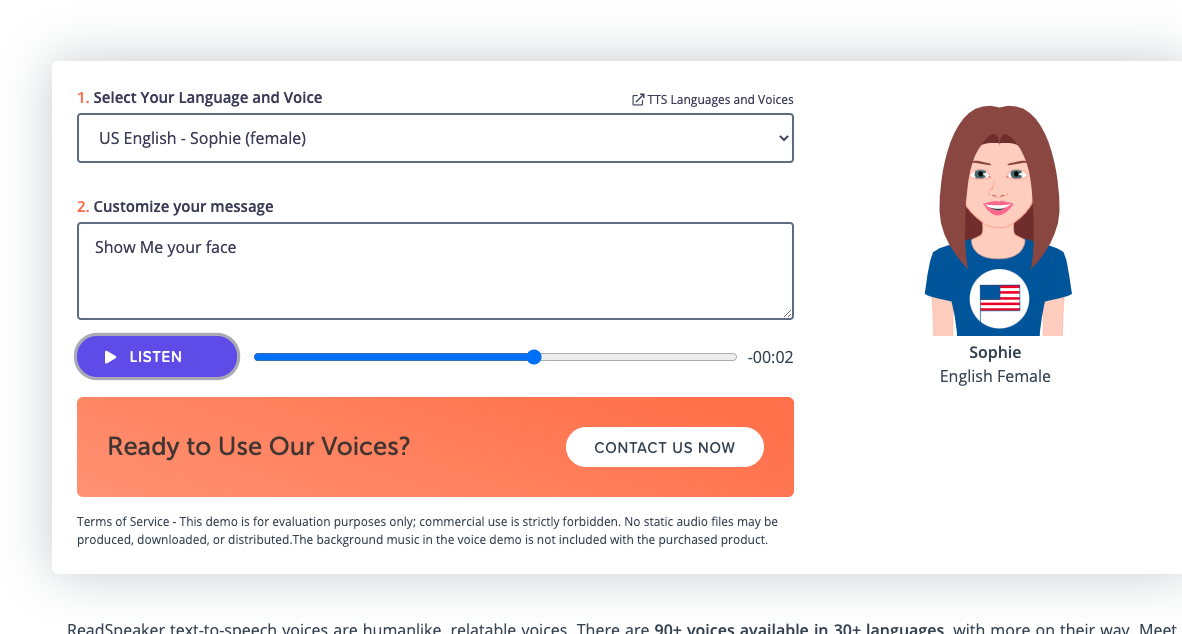 1. Select Your Language and Voice
TTS Languages and Voices
US English - Sophie (female)
2. Customize your message
Show Me your face
LISTEN
-00:02
Sophie
English Female
Ready to Use Our Voices?
CONTACT US NOW
Terms of Service - This demo is for evaluation purposes only; commercial use is strictly forbidden. No static audio files may be
produced, downloaded, or distributed.The background music in the voice demo is not included with the purchased product.
ReadSpeaker text-to-speech voices are humanlike, relatable voices. There are 90+ voices available in 30+ languages, with more on their way. Meet